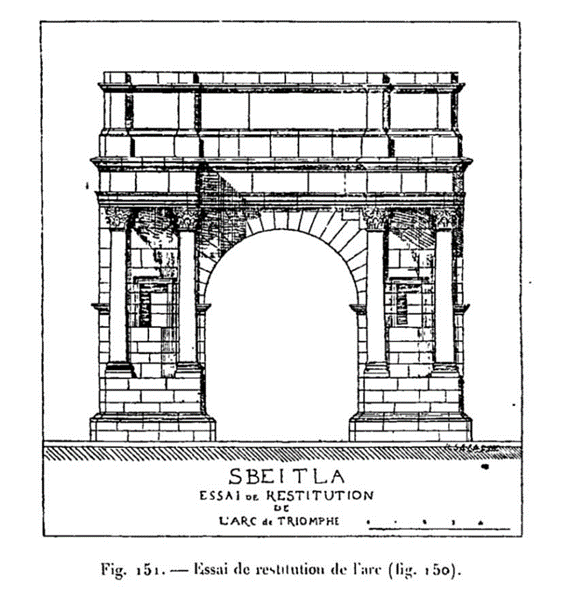 SBEITLA
ESSAI DE RESTITUTION
DE
L'ARC de TRIOMPHE
Fig. 151. — Essai de restitution de l'arc (fig. 150).